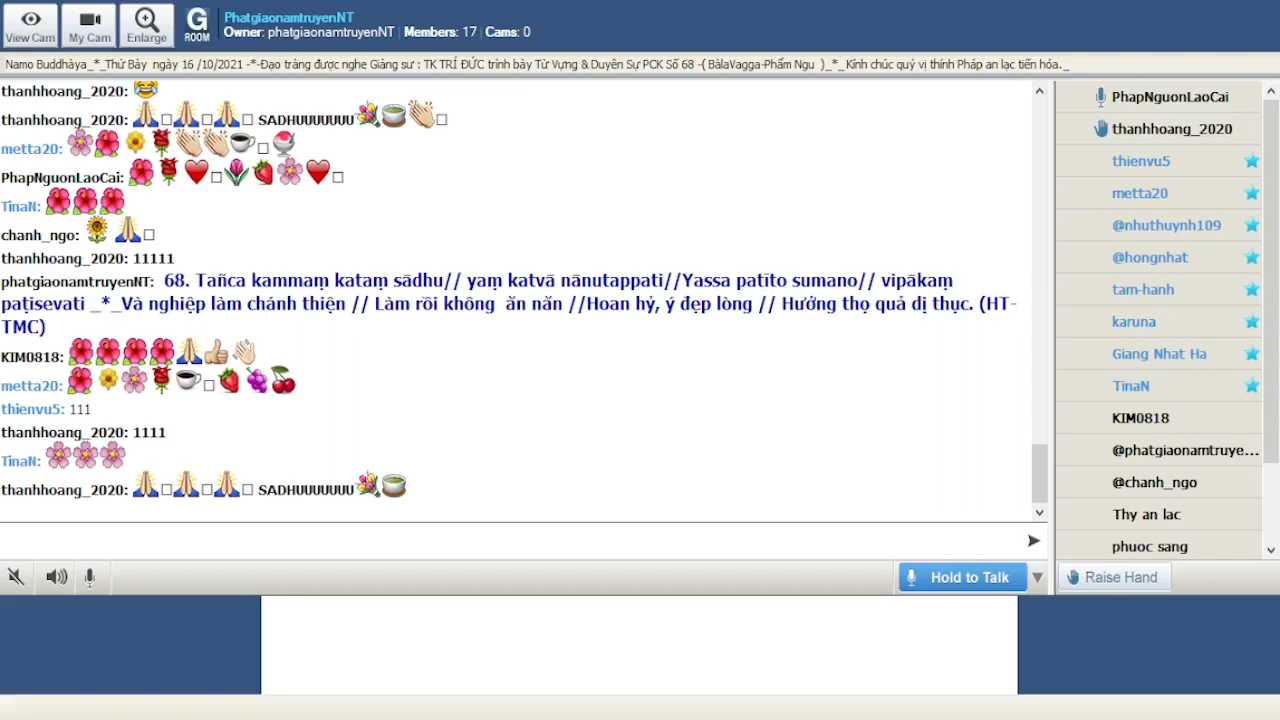 View Cam
My Cam
Enlarge
G
ROOM
PhatgiaonamtruyenNT
Owner: phatgiaonamtruyenNT | Members: 17 | Cams: 0
Namo Buddhàya_*_Thứ Bảy ngày 16 /10/2021 -*-Đạo tràng được nghe Giảng sư : TK TRÍ ĐỨC trình bày Từ Vựng & Duyên Sự PCK Số 68 -( BàlaVagga-Phẩm Ngu )_*_ Kính chúc quý vị thính Pháp an lạc tiến hóa._
thanhhoang_2020: 😂
thanhhoang_2020: 🙏🙏🙏 SADHUUUUUUU💐🍵👏
metta20: 🌸🌺🌼🌹👏👏☕🍨
PhapNguonLaoCai: 🌺🌹❤🌷🍓🌸❤
TinaN: 🌺🌺🌺
chanh_ngo: 🌻🙏
thanhhoang_2020: 11111
phatgiaonamtruyenNT: 68. Tañca kammaṃ kataṃ sādhu// yaṃ katvā nānutappati//Yassa patīto sumano// vipākaṃ
paṭisevati _*_Và nghiệp làm chánh thiện // Làm rồi không ăn năn //Hoan hỷ, ý đẹp lòng // Hưởng thọ quả dị thục. (HT-
TMC)
KIM0818: 🌺🌺🌺🌺🙏👍👋
metta20: 🌺🌼🌸🌹☕🍓🍇🍒
thienvu5: 111
thanhhoang_2020: 1111
TinaN: 🌸🌸🌸
thanhhoang_2020: 🙏🙏🙏 SADHUUUUUUU💐🍵
Hold to Talk
PhapNguonLaoCai
thanhhoang_2020
thienvu5
metta20
@nhuthuynh109
@hongnhat
tam-hanh
karuna
Giang Nhat Ha
TinaN
KIM0818
@phatgiaonamtruye...
@chanh_ngo
Thy an lac
phuoc sang
Raise Hand